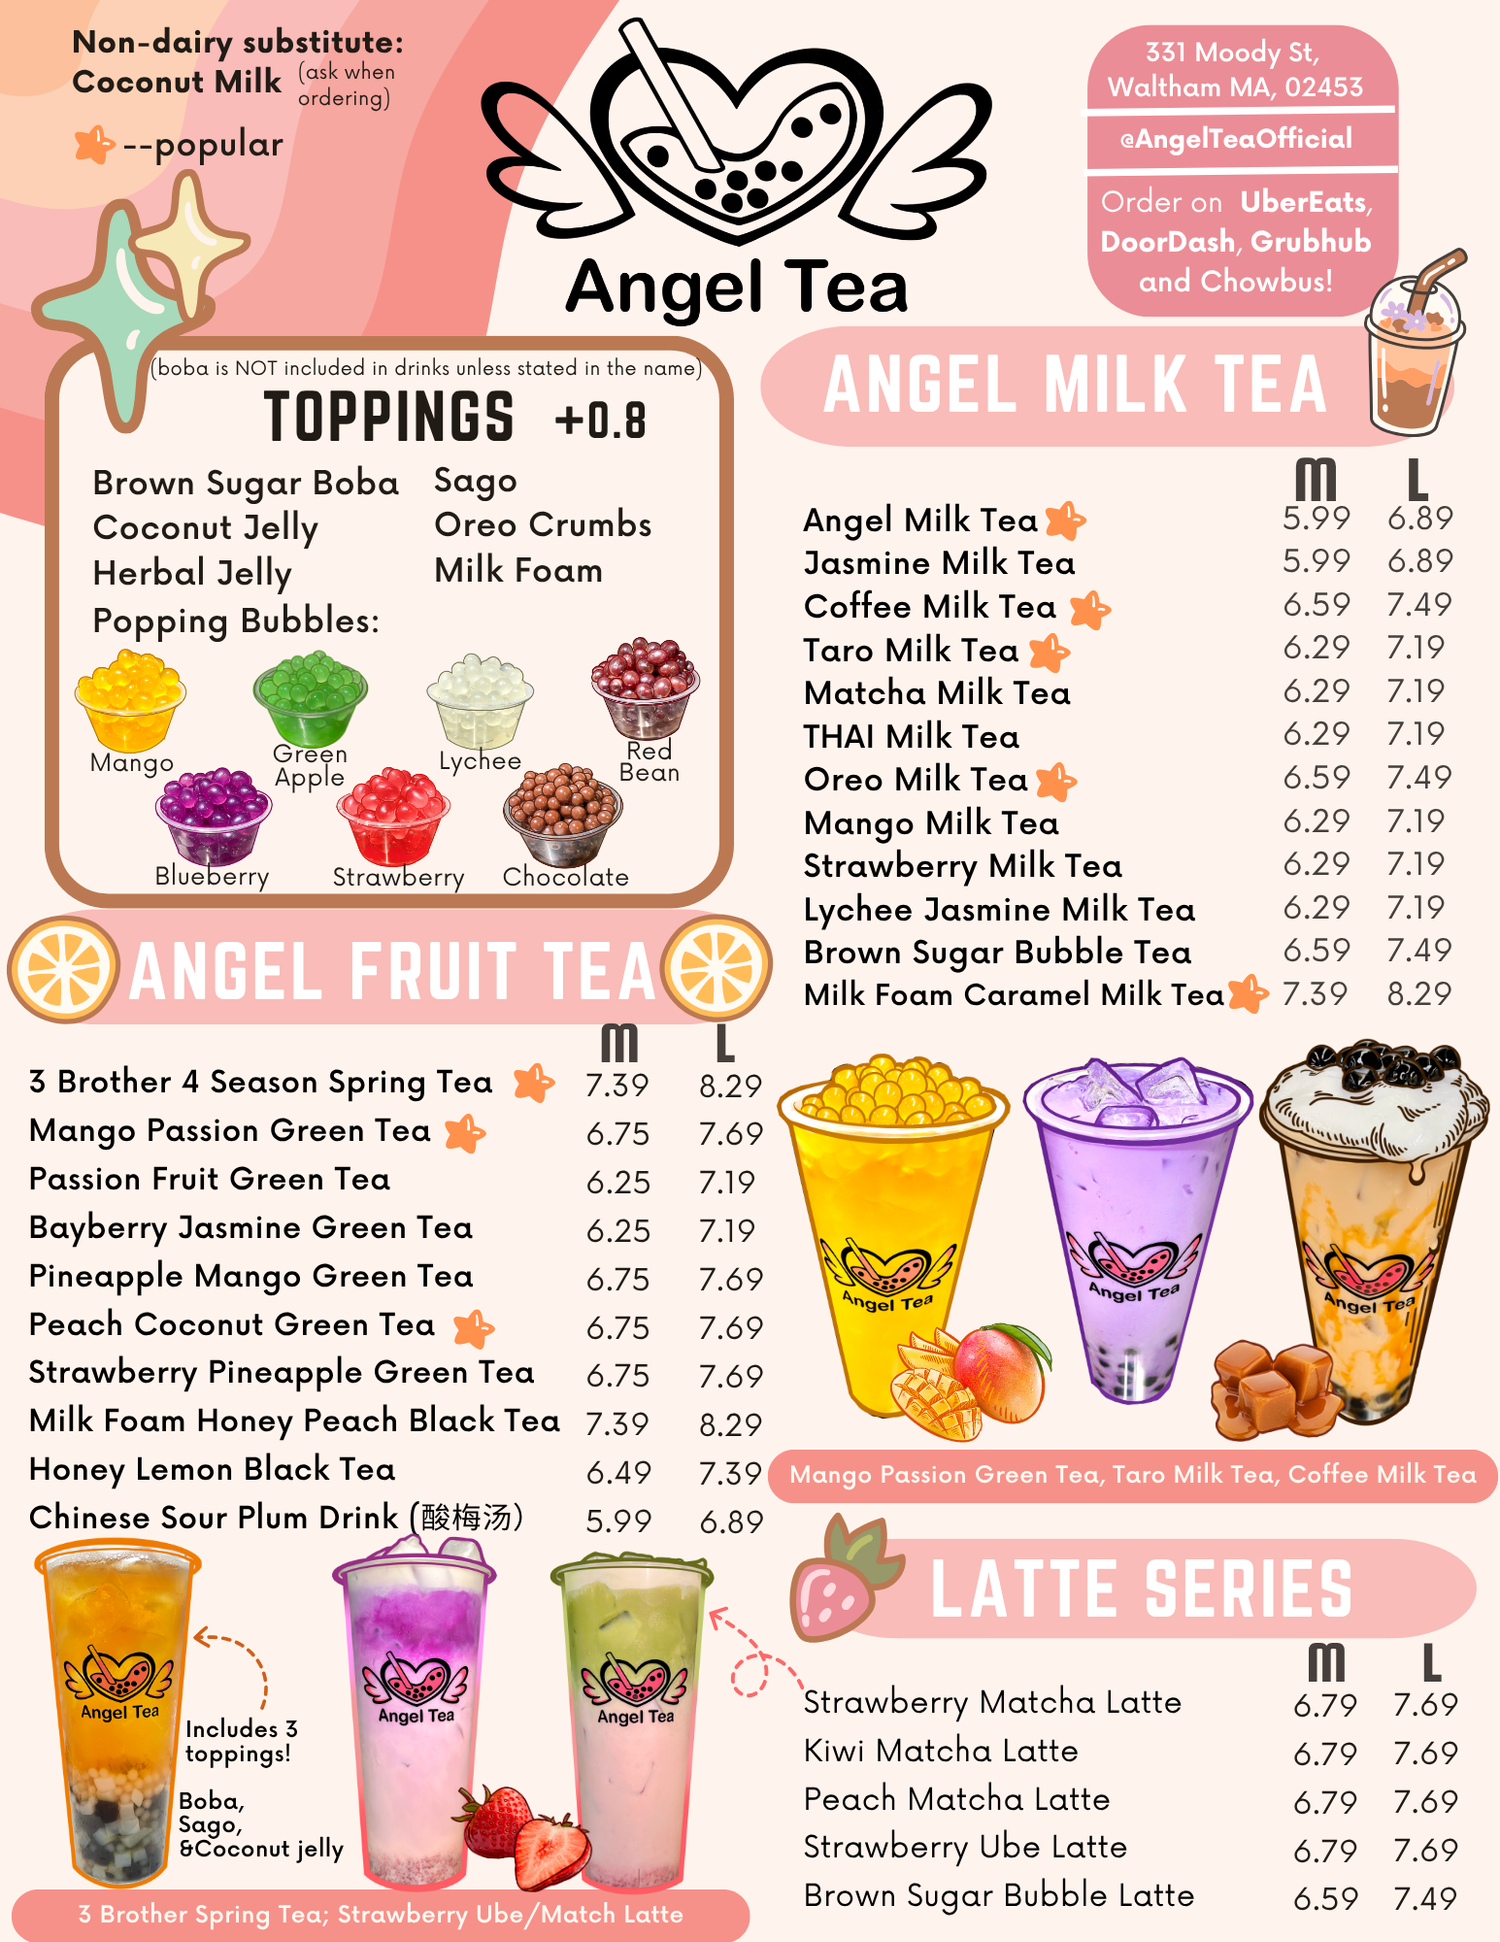 Non-dairy substitute:
Coconut Milk (ask when
ordering)
--popular
Angel Tea
331 Moody St,
Waltham MA, 02453
@AngelTeaOfficial
Order on UberEats,
DoorDash, Grubhub
and Chowbus!
(boba is NOT included in drinks unless stated in the name)
TOPPINGS +0.8
Brown Sugar Boba
Coconut Jelly
Herbal Jelly
Sago
Oreo Crumbs
Milk Foam
Popping Bubbles:
Mango
Green
Apple
Lychee
Red
Bean
Blueberry
Strawberry
Chocolate
ANGEL MILK TEA
M L
Angel Milk Tea 5.99 6.89
Jasmine Milk Tea 5.99 6.89
Coffee Milk Tea 6.59 7.49
Taro Milk Tea 6.29 7.19
Matcha Milk Tea 6.29 7.19
THAI Milk Tea 6.29 7.19
Oreo Milk Tea 6.59 7.49
Mango Milk Tea 6.29 7.19
Strawberry Milk Tea 6.29 7.19
Lychee Jasmine Milk Tea 6.29 7.19
Brown Sugar Bubble Tea 6.59 7.49
Milk Foam Caramel Milk Tea 7.39 8.29
ANGEL FRUIT TEA
M L
3 Brother 4 Season Spring Tea 7.39 8.29
Mango Passion Green Tea 6.75 7.69
Passion Fruit Green Tea 6.25 7.19
Bayberry Jasmine Green Tea 6.25 7.19
Pineapple Mango Green Tea 6.75 7.69
Peach Coconut Green Tea 6.75 7.69
Strawberry Pineapple Green Tea 6.75 7.69
Milk Foam Honey Peach Black Tea 7.39 8.29
Honey Lemon Black Tea 6.49 7.39
Chinese Sour Plum Drink (酸梅汤) 5.99 6.89
Angel Tea
Angel Tea
Angel Tea
Mango Passion Green Tea, Taro Milk Tea, Coffee Milk Tea
Angel Tea
Angel Tea
Angel Tea
Includes 3
toppings!
Boba,
Sago,
&Coconut jelly
3 Brother Spring Tea; Strawberry Ube/Match Latte
LATTE SERIES
M L
Strawberry Matcha Latte 6.79 7.69
Kiwi Matcha Latte 6.79 7.69
Peach Matcha Latte 6.79 7.69
Strawberry Ube Latte 6.79 7.69
Brown Sugar Bubble Latte 6.59 7.49